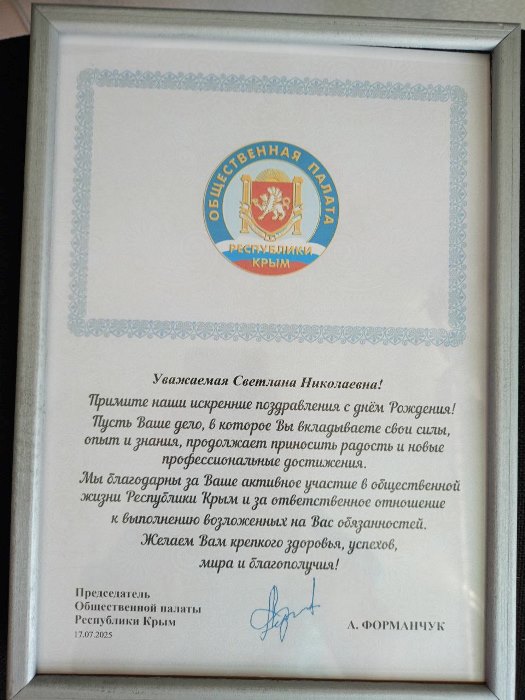 ОБЩЕСТВЕННАЯ ПАЛАТА
РЕСПУБЛИКИ
КРЫМ
Уважаемая Светлана Николаевна!
Примите наши искренние поздравления с днём Рождения!
Пусть Ваше дело, в которое Вы вкладываете свои силы,
опыт и знания, продолжает приносить радость и новые
профессиональные достижения.
Мы благодарны за Ваше активное участие в общественной
жизни Республики Крым и за ответственное отношение
к выполнению возложенных на Вас обязанностей.
Желаем Вам крепкого здоровья, успехов,
мира и благополучия!
Председатель
Общественной палаты
Республики Крым
А. ФОРМАНЧУК
17.07.2025